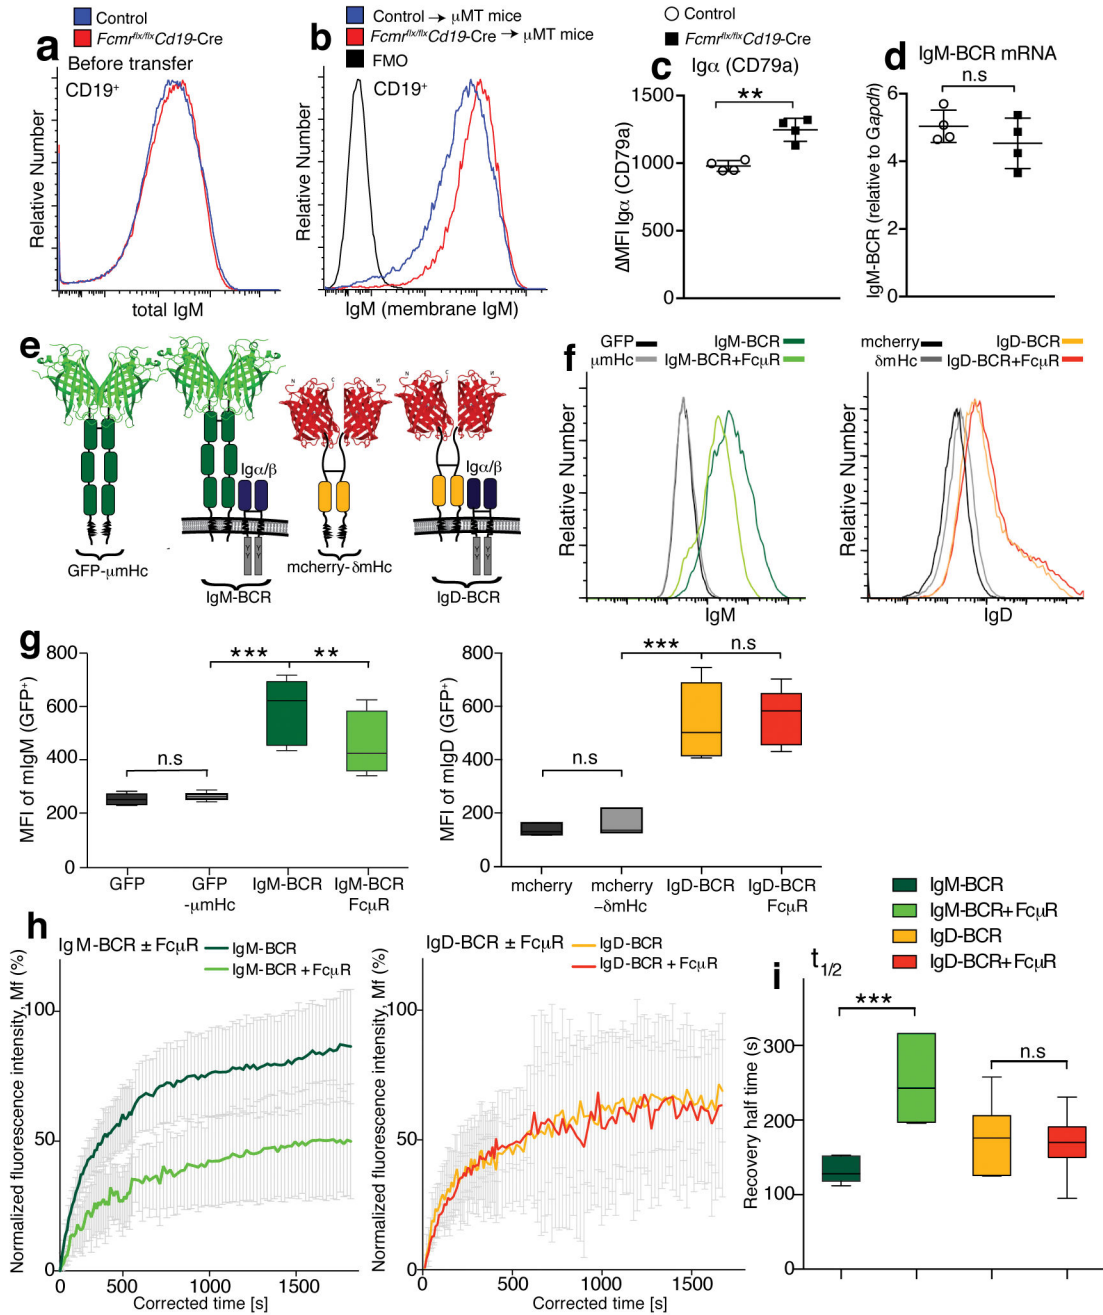 a
Control
Fcmrflx/flxCd19-Cre
Before transfer
CD19+
Relative Number
total IgM
b
Control → μMT mice
Fcmrflx/flxCd19-Cre → μMT mice
FMO
CD19+
Relative Number
IgM (membrane IgM)
Control
Fcmrflx/flxCd19-Cre
c
Igα (CD79a)
**
1500
1000
500
0
ΔMFI Igα (CD79a)
d
IgM-BCR mRNA
n.s
6
4
2
0
IgM-BCR (relative to Gapdh)
e
N
C
N
N
C
N
Igα/β
Igα/β
GFP-μmHc
IgM-BCR
mcherry-δmHc
IgD-BCR
f
GFP
IgM-BCR
μmHc
IgM-BCR+FcμR
Relative Number
IgM
mcherry
IgD-BCR
δmHc
IgD-BCR+FcμR
Relative Number
IgD
g
800
600
400
200
0
MFI of mIgM (GFP+)
n.s
***
**
GFP
GFP
-μmHc
IgM-BCR
IgM-BCR
FcμR
800
600
400
200
0
MFI of mIgD (GFP+)
n.s
***
n.s
mcherry
mcherry
-δmHc
IgD-BCR
IgD-BCR
FcμR
h
IgM-BCR ± FcμR
IgM-BCR
IgM-BCR + FcμR
Normalized fluorescence intensity, Mf (%)
100
50
0
0
500
1000
1500
Corrected time [s]
IgD-BCR ± FcμR
IgD-BCR
IgD-BCR + FcμR
Normalized fluorescence intensity, Mf (%)
100
50
0
0
500
1000
1500
Corrected time [s]
IgM-BCR
IgM-BCR+FcμR
IgD-BCR
IgD-BCR+FcμR
i
t1/2
***
n.s
300
200
100
0
Recovery half time (s)